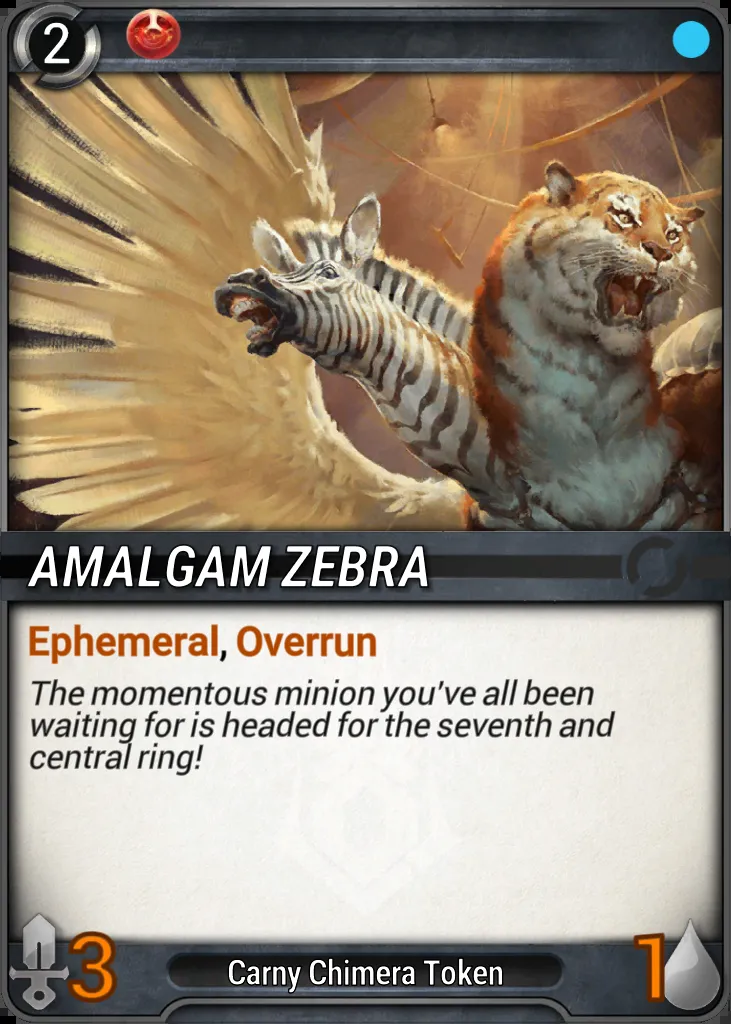 2
AMALGAM ZEBRA
Ephemeral, Overrun
The momentous minion you've all been
waiting for is headed for the seventh and
central ring!
3
Carny Chimera Token
1